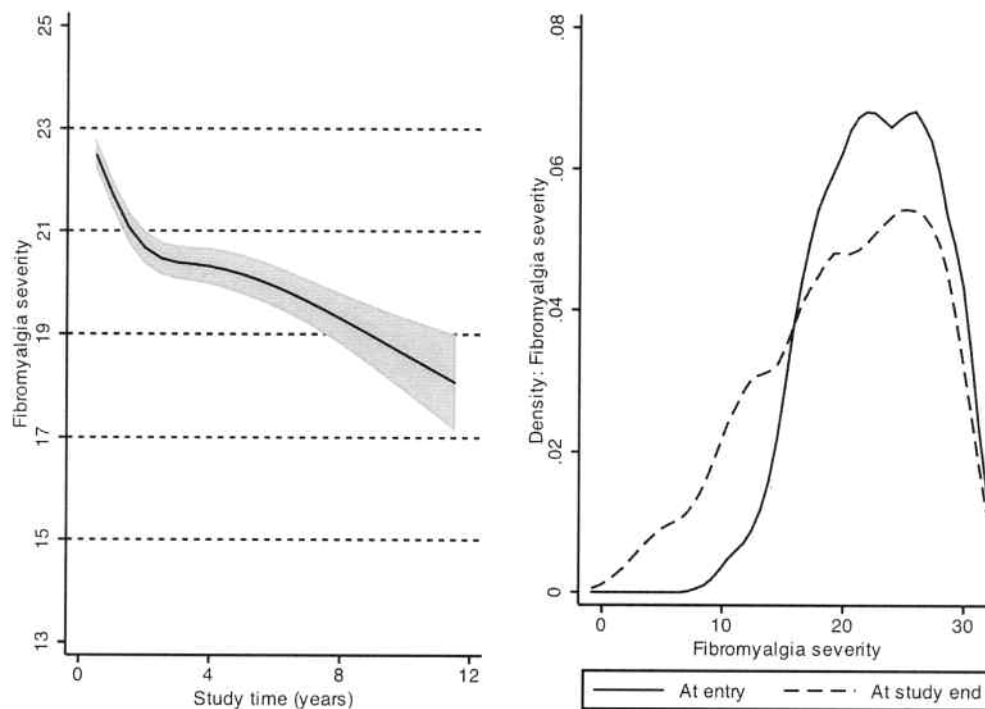 25
23
21
19
17
15
13
Fibromyalgia severity
0 4 8 12
Study time (years)
.08
.06
.04
.02
0
Density: Fibromyalgia severity
0 10 20 30
Fibromyalgia severity
At entry At study end